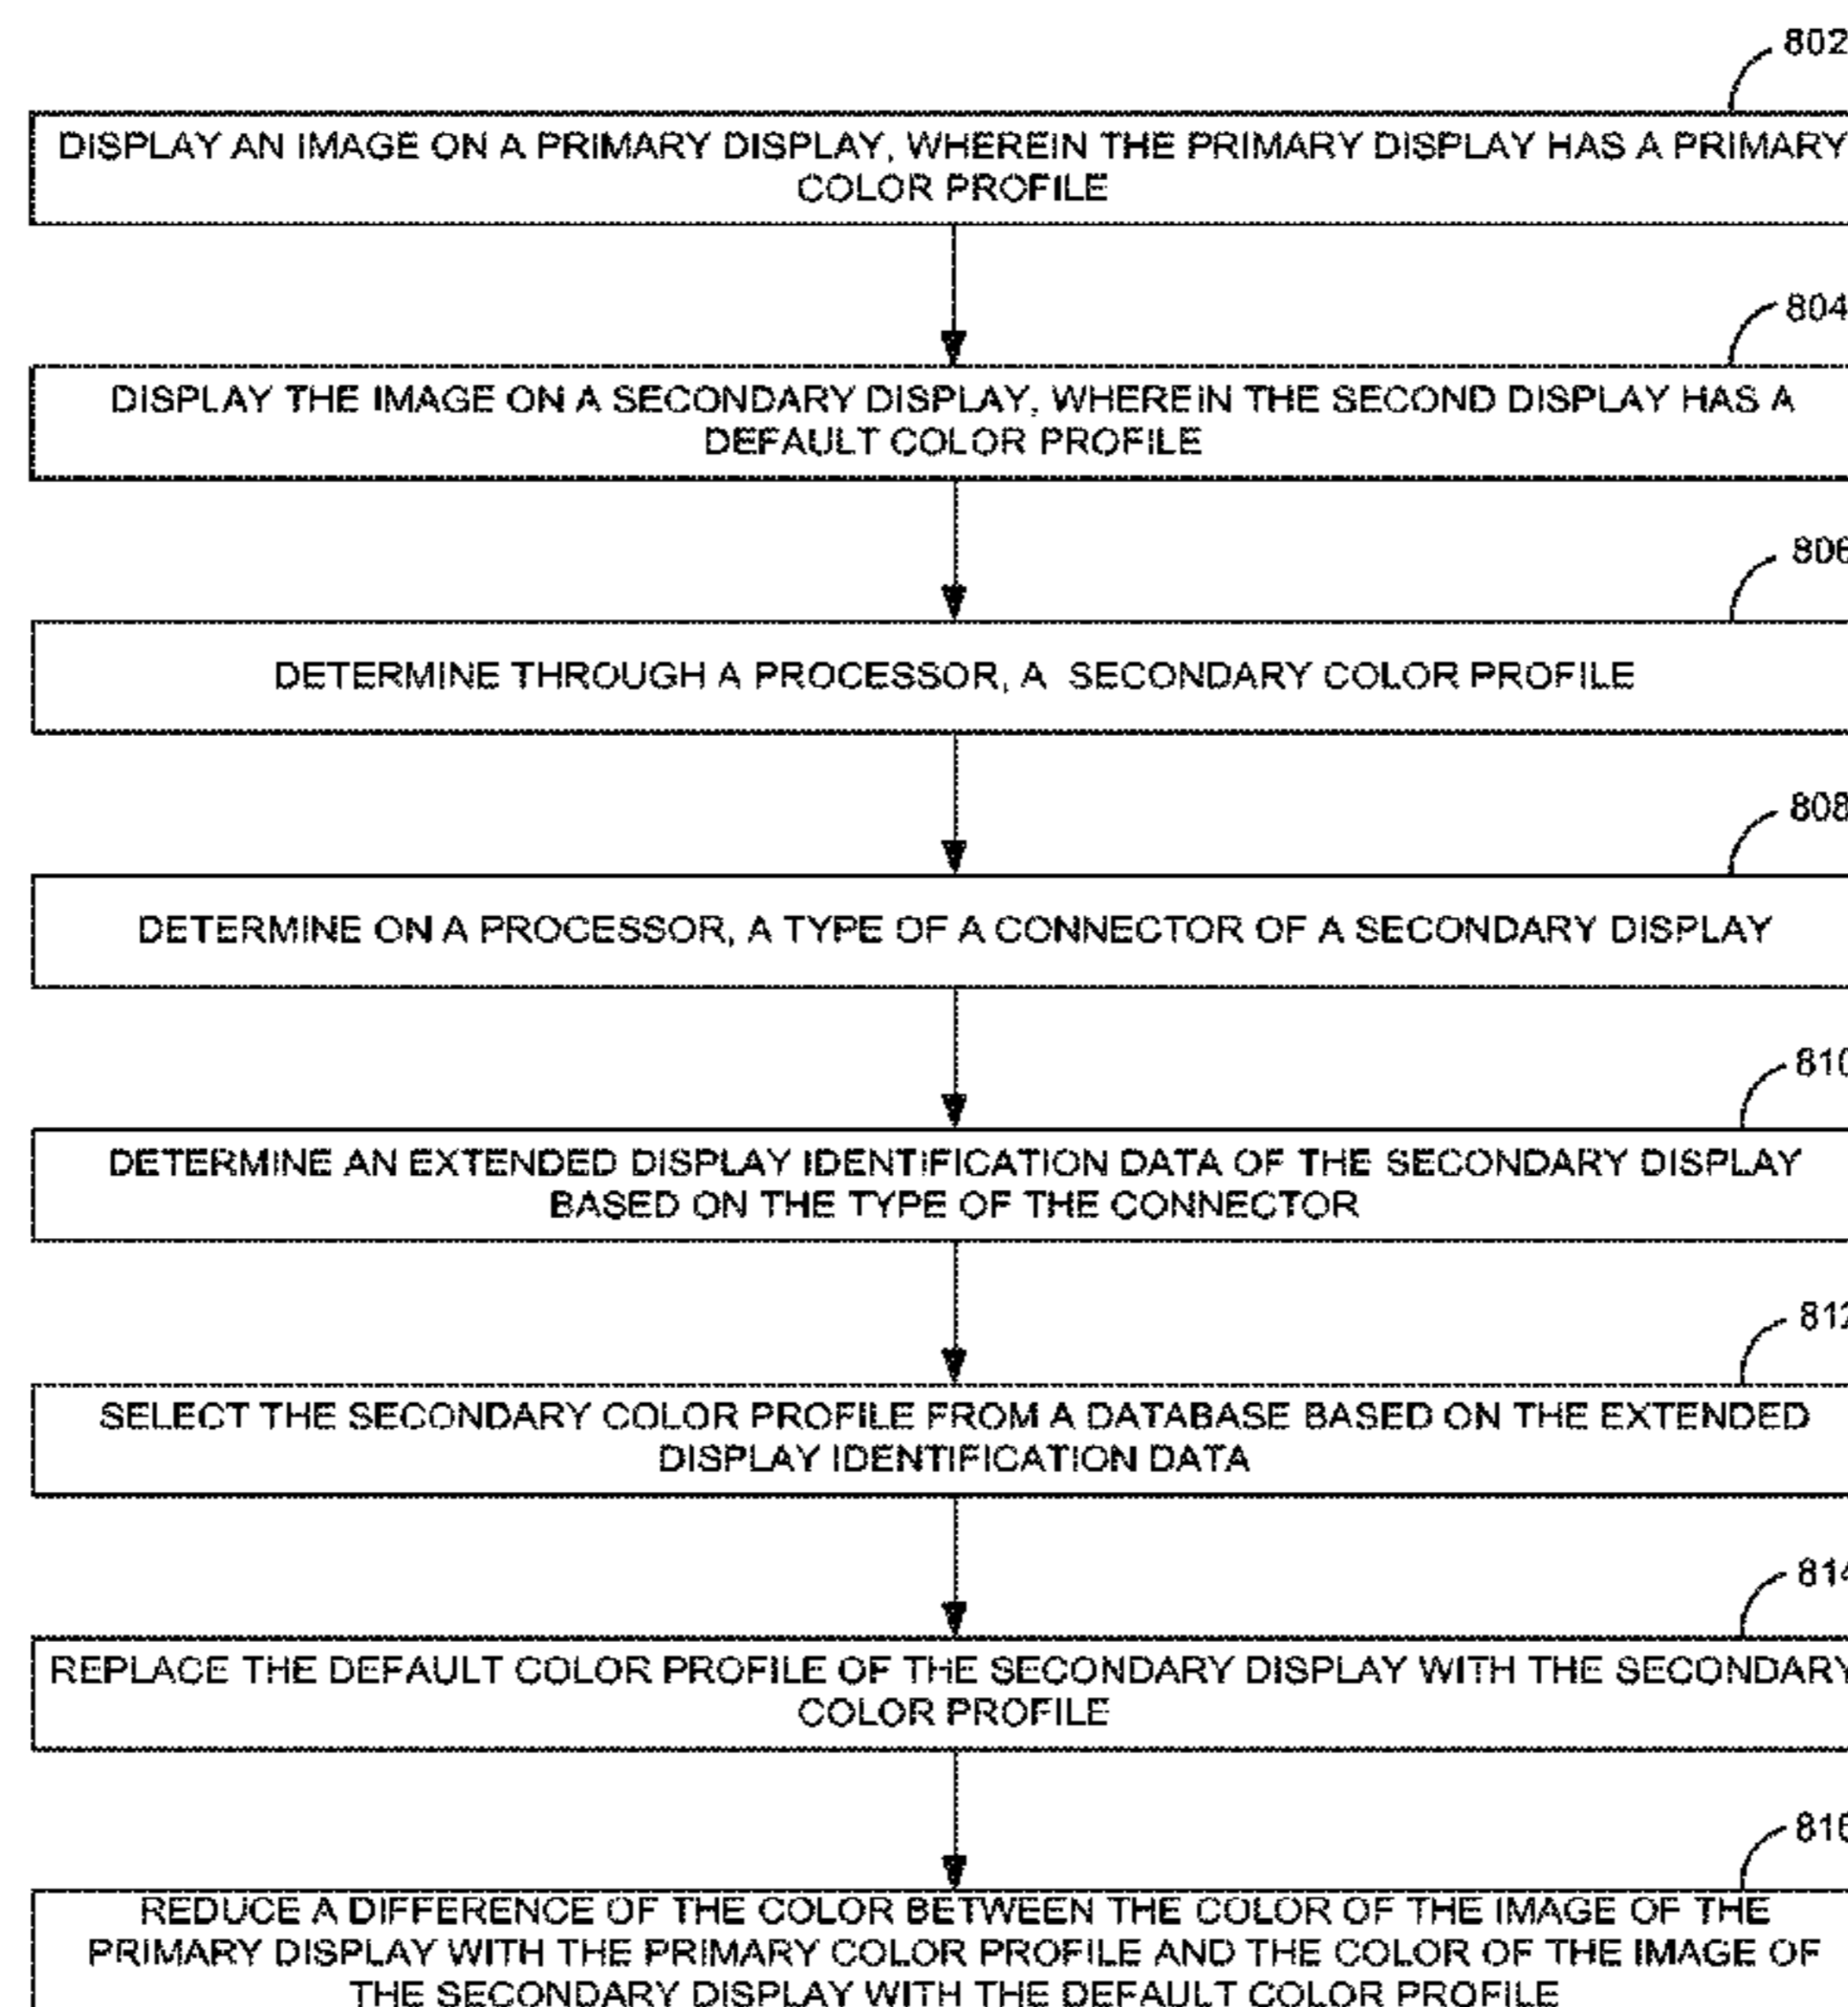 802
DISPLAY AN IMAGE ON A PRIMARY DISPLAY, WHEREIN THE PRIMARY DISPLAY HAS A PRIMARY
COLOR PROFILE
804
DISPLAY THE IMAGE ON A SECONDARY DISPLAY, WHEREIN THE SECOND DISPLAY HAS A
DEFAULT COLOR PROFILE
806
DETERMINE THROUGH A PROCESSOR, A SECONDARY COLOR PROFILE
808
DETERMINE ON A PROCESSOR, A TYPE OF A CONNECTOR OF A SECONDARY DISPLAY
810
DETERMINE AN EXTENDED DISPLAY IDENTIFICATION DATA OF THE SECONDARY DISPLAY
BASED ON THE TYPE OF THE CONNECTOR
812
SELECT THE SECONDARY COLOR PROFILE FROM A DATABASE BASED ON THE EXTENDED
DISPLAY IDENTIFICATION DATA
814
REPLACE THE DEFAULT COLOR PROFILE OF THE SECONDARY DISPLAY WITH THE SECONDARY
COLOR PROFILE
816
REDUCE A DIFFERENCE OF THE COLOR BETWEEN THE COLOR OF THE IMAGE OF THE
PRIMARY DISPLAY WITH THE PRIMARY COLOR PROFILE AND THE COLOR OF THE IMAGE OF
THE SECONDARY DISPLAY WITH THE DEFAULT COLOR PROFILE